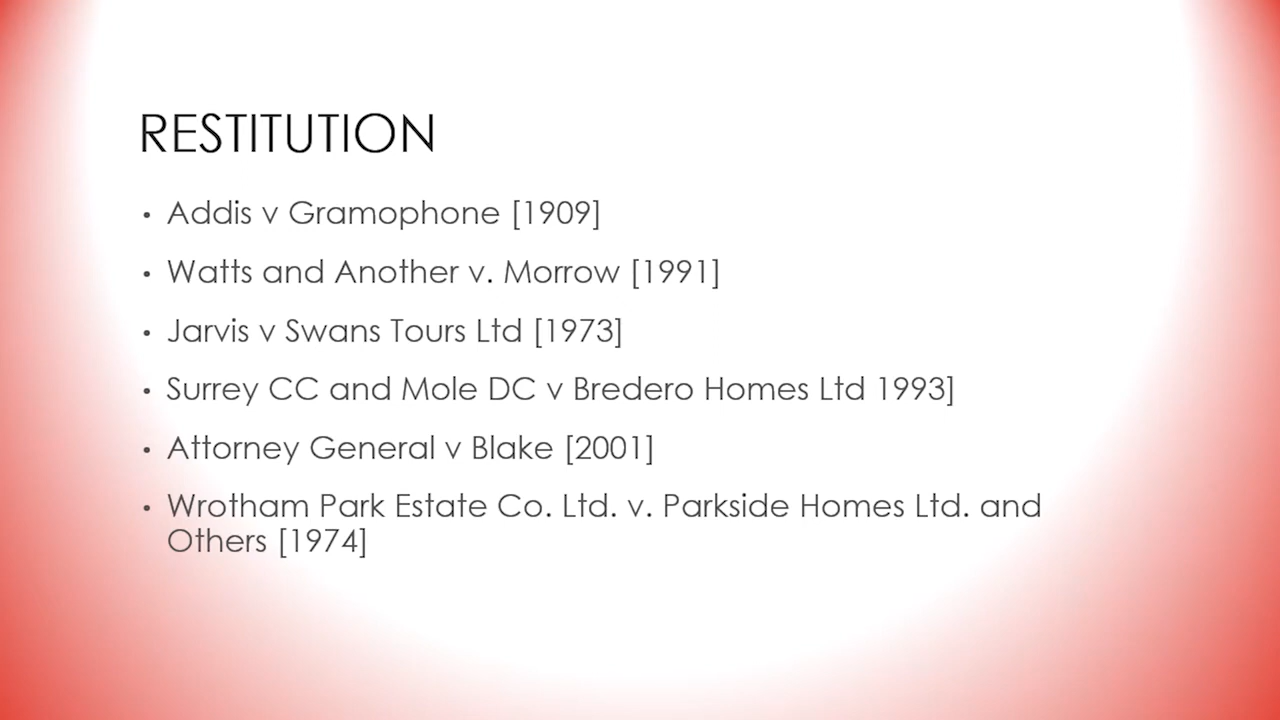 RESTITUTION
• Addis v Gramophone [1909]
• Watts and Another v. Morrow [1991]
• Jarvis v Swans Tours Ltd [1973]
• Surrey CC and Mole DC v Bredero Homes Ltd 1993]
• Attorney General v Blake [2001]
• Wrotham Park Estate Co. Ltd. v. Parkside Homes Ltd. and
Others [1974]